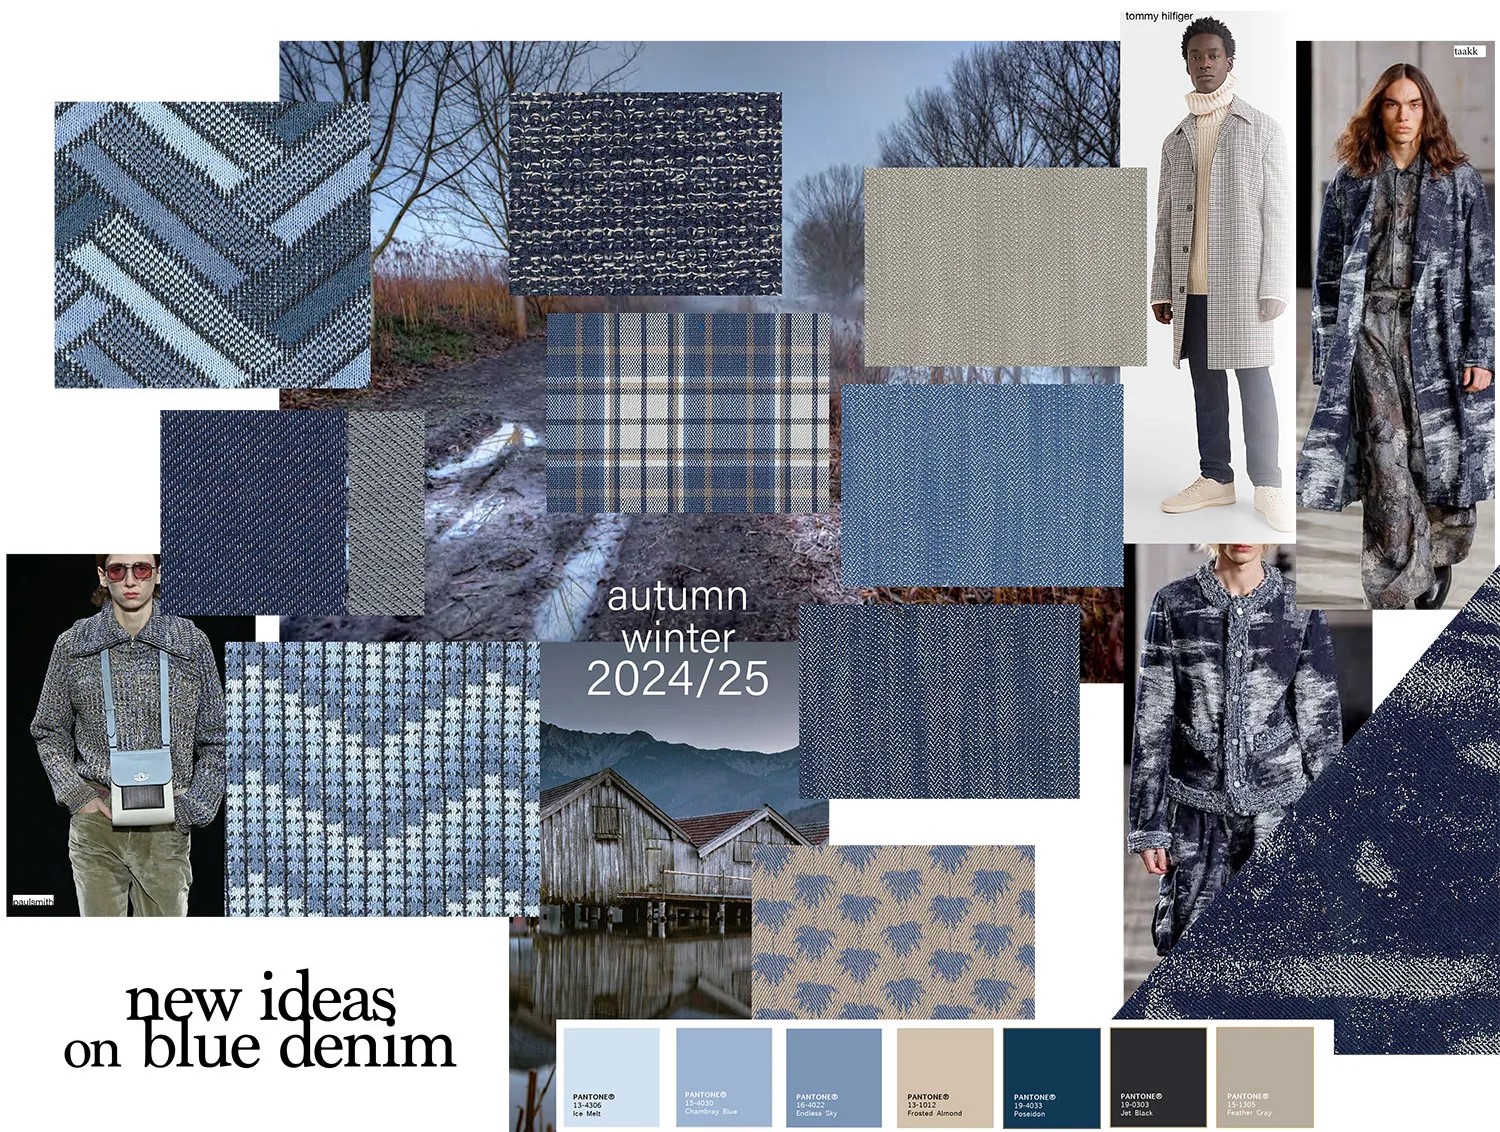 tommy hilfiger
taakk
autumn
winter
2024/25
paulsmith
new ideas
on blue denim
PANTONE®
13-4306
Ice Melt
PANTONE®
15-4030
Chambray Blue
PANTONE®
16-4022
Endless Sky
PANTONE®
13-1012
Frosted Almond
PANTONE®
19-4033
Poseidon
PANTONE®
19-0303
Jet Black
PANTONE®
15-1305
Feather Gray